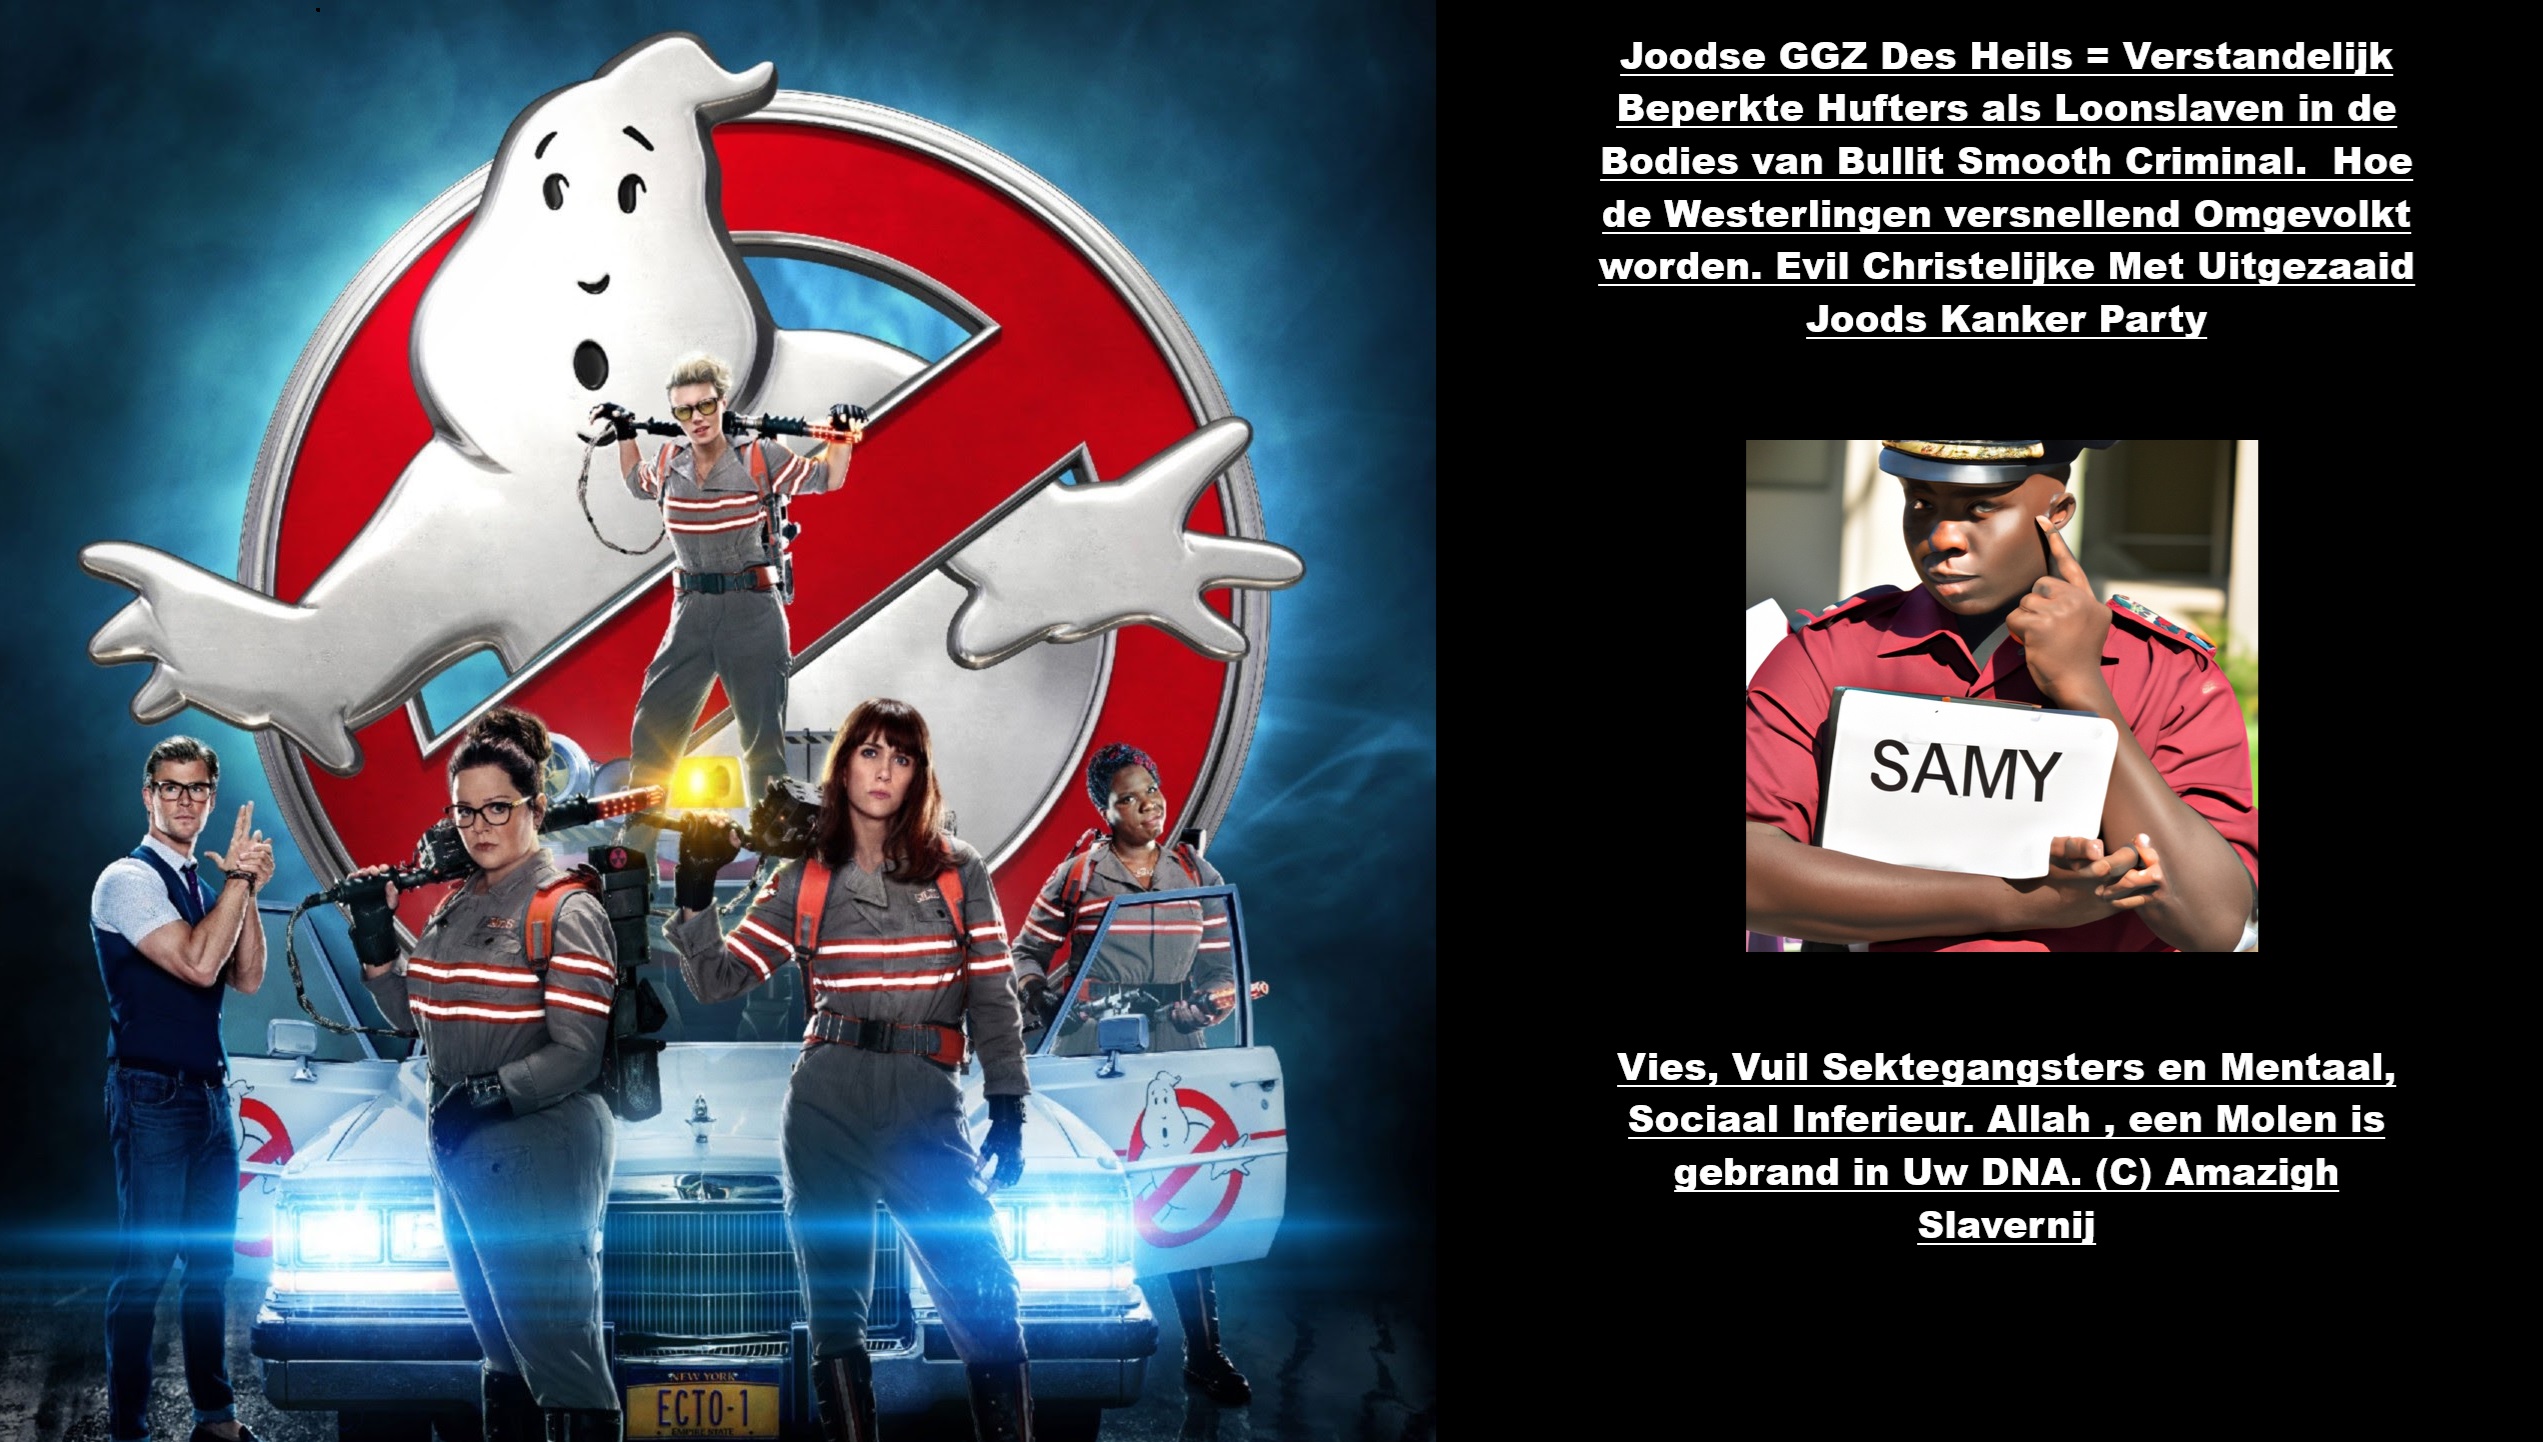 Joodse GGZ Des Heils = Verstandelijk
Beperkte Hufters als Loonslaven in de
Bodies van Bullit Smooth Criminal.  Hoe
de Westerlingen versnellend Omgevolkt
worden. Evil Christelijke Met Uitgezaaid
Joods Kanker Party
SAMY
Vies, Vuil Sektegangsters en Mentaal,
Sociaal Inferieur. Allah , een Molen is
gebrand in Uw DNA. (C) Amazigh
Slavernij
NEW YORK
ECTO-1
EMPIRE STATE